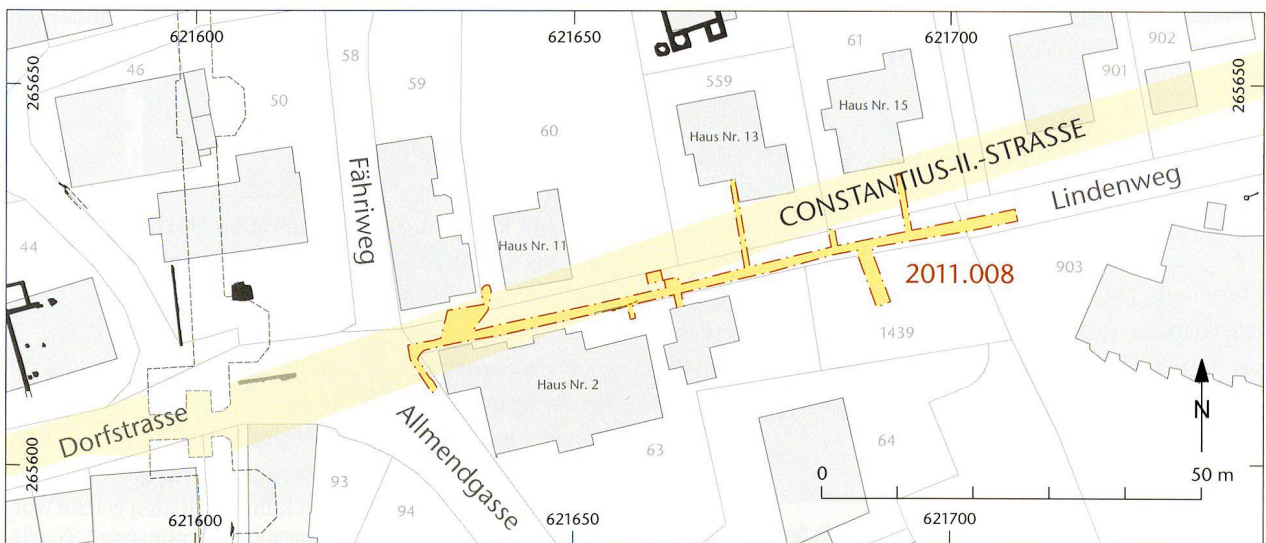 621600
621650
621700
265650
265650
46
50
58
59
60
559
61
901
902
Haus Nr. 13
Haus Nr. 15
CONSTANTIUS-II.-STRASSE
Lindenweg
Fähriweg
Haus Nr. 11
44
2011.008
903
1439
Haus Nr. 2
Dorfstrasse
Allmendgasse
N
265600
63
64
93
94
0
50 m
621600
621650
621700